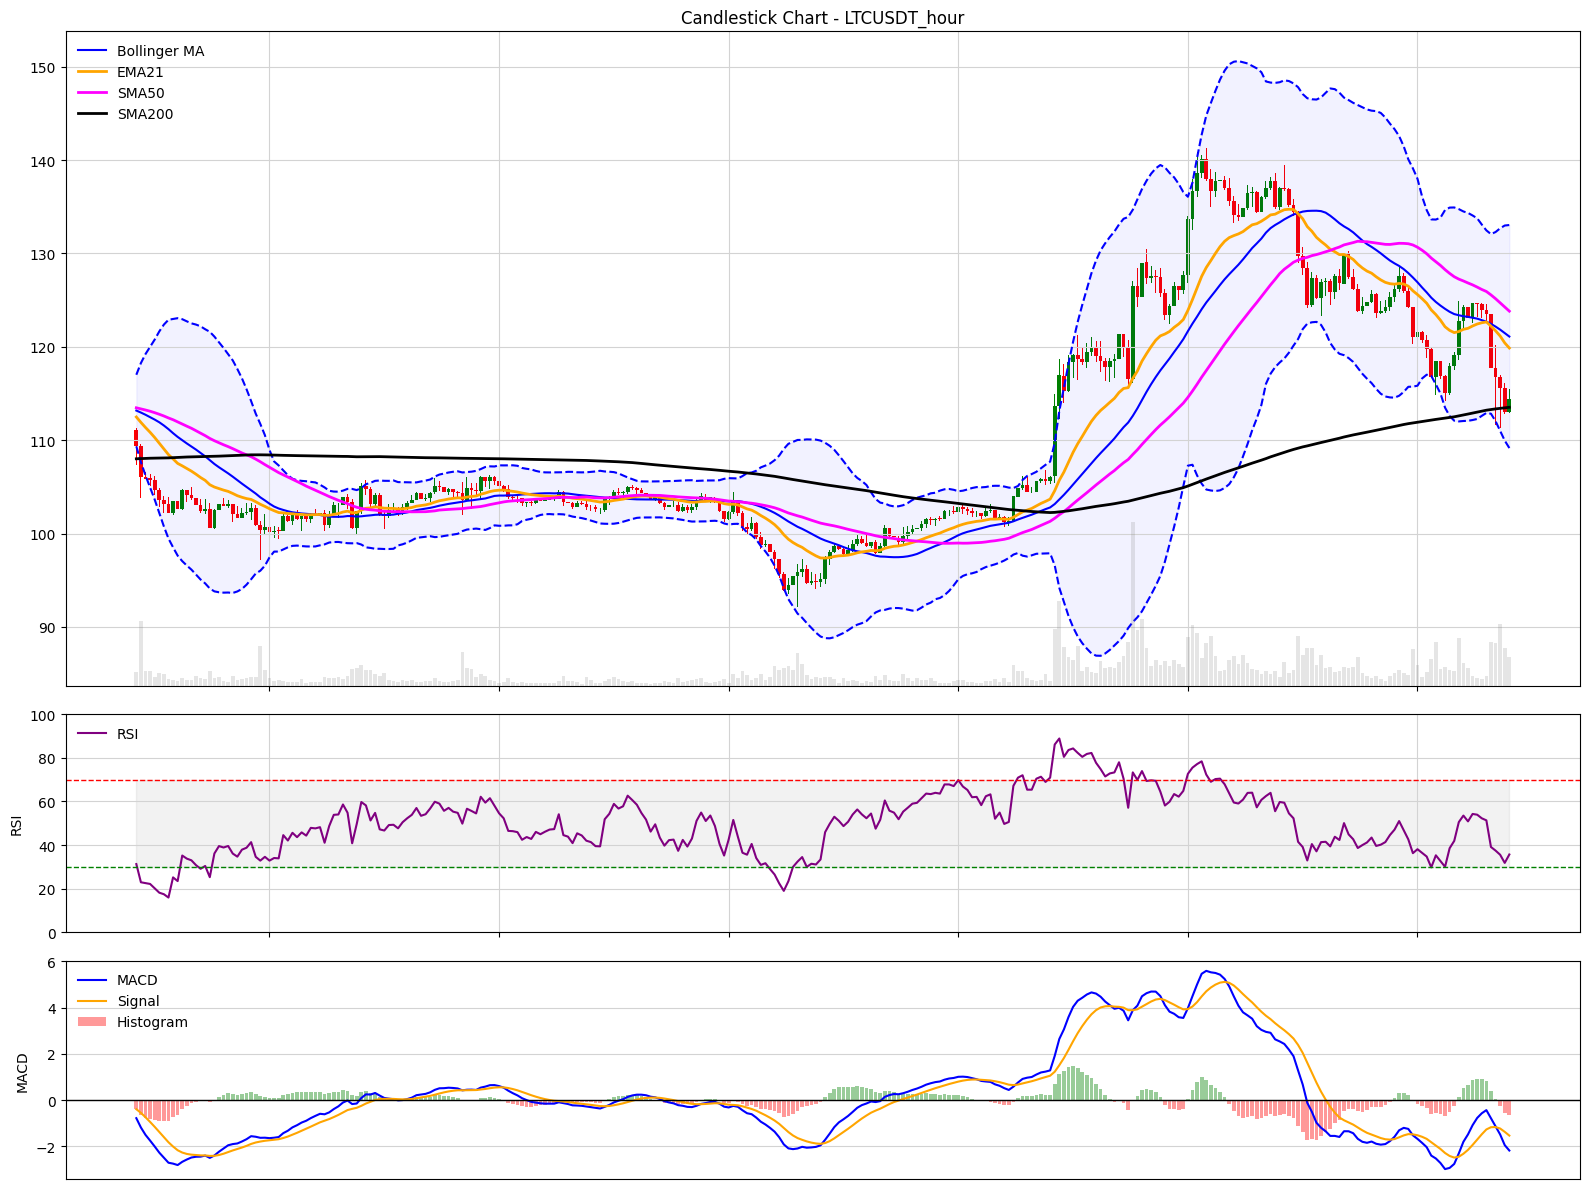 Candlestick Chart - LTCUSDT_hour
Bollinger MA
EMA21
SMA50
SMA200
150
140
130
120
110
100
90
RSI
RSI
100
80
60
40
20
0
MACD
Signal
Histogram
MACD
6
4
2
0
−2